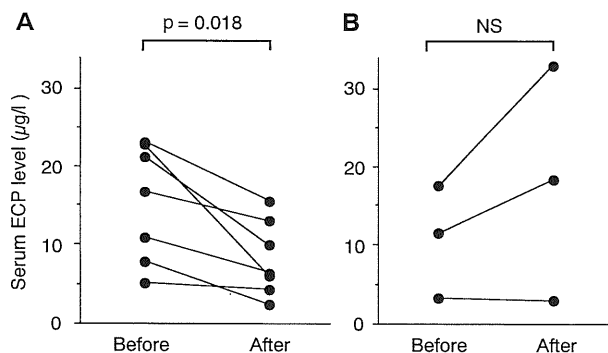 A
p = 0.018
B
NS
Serum ECP level (µg/l )
30
20
10
0
Before
After
30
20
10
0
Before
After